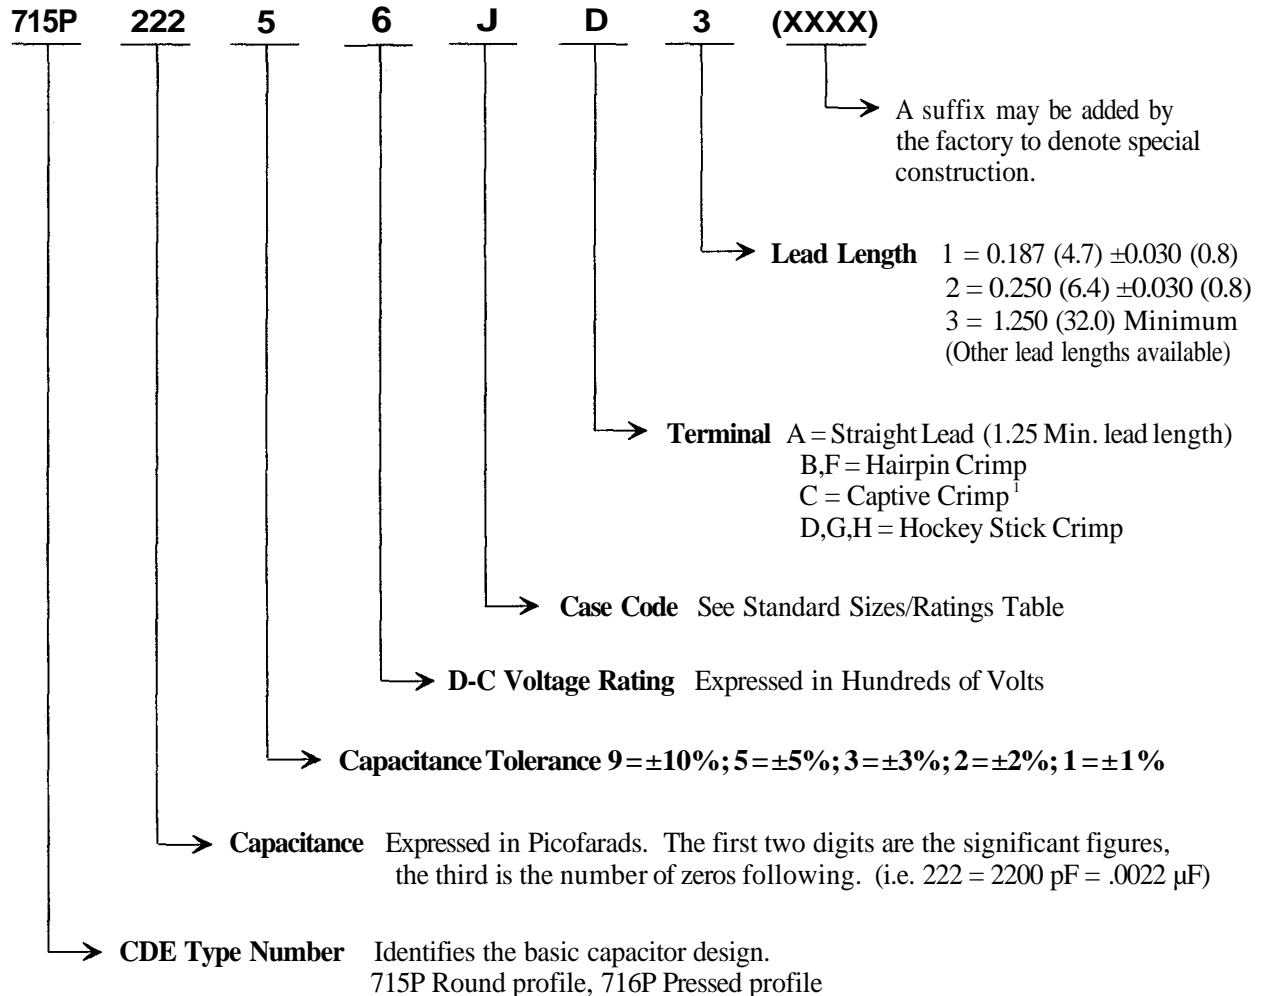 715P 222 5 6 J D 3 (XXXX)
A suffix may be added by
the factory to denote special
construction.
Lead Length 1 = 0.187 (4.7) ±0.030 (0.8)
2 = 0.250 (6.4) ±0.030 (0.8)
3 = 1.250 (32.0) Minimum
(Other lead lengths available)
Terminal A = Straight Lead (1.25 Min. lead length)
B,F = Hairpin Crimp
C = Captive Crimp 1
D,G,H = Hockey Stick Crimp
Case Code See Standard Sizes/Ratings Table
D-C Voltage Rating Expressed in Hundreds of Volts
Capacitance Tolerance 9=±10%; 5=±5%; 3=±3%; 2=±2%; 1=±1%
Capacitance Expressed in Picofarads. The first two digits are the significant figures,
the third is the number of zeros following. (i.e. 222 = 2200 pF = .0022 µF)
CDE Type Number Identifies the basic capacitor design.
715P Round profile, 716P Pressed profile